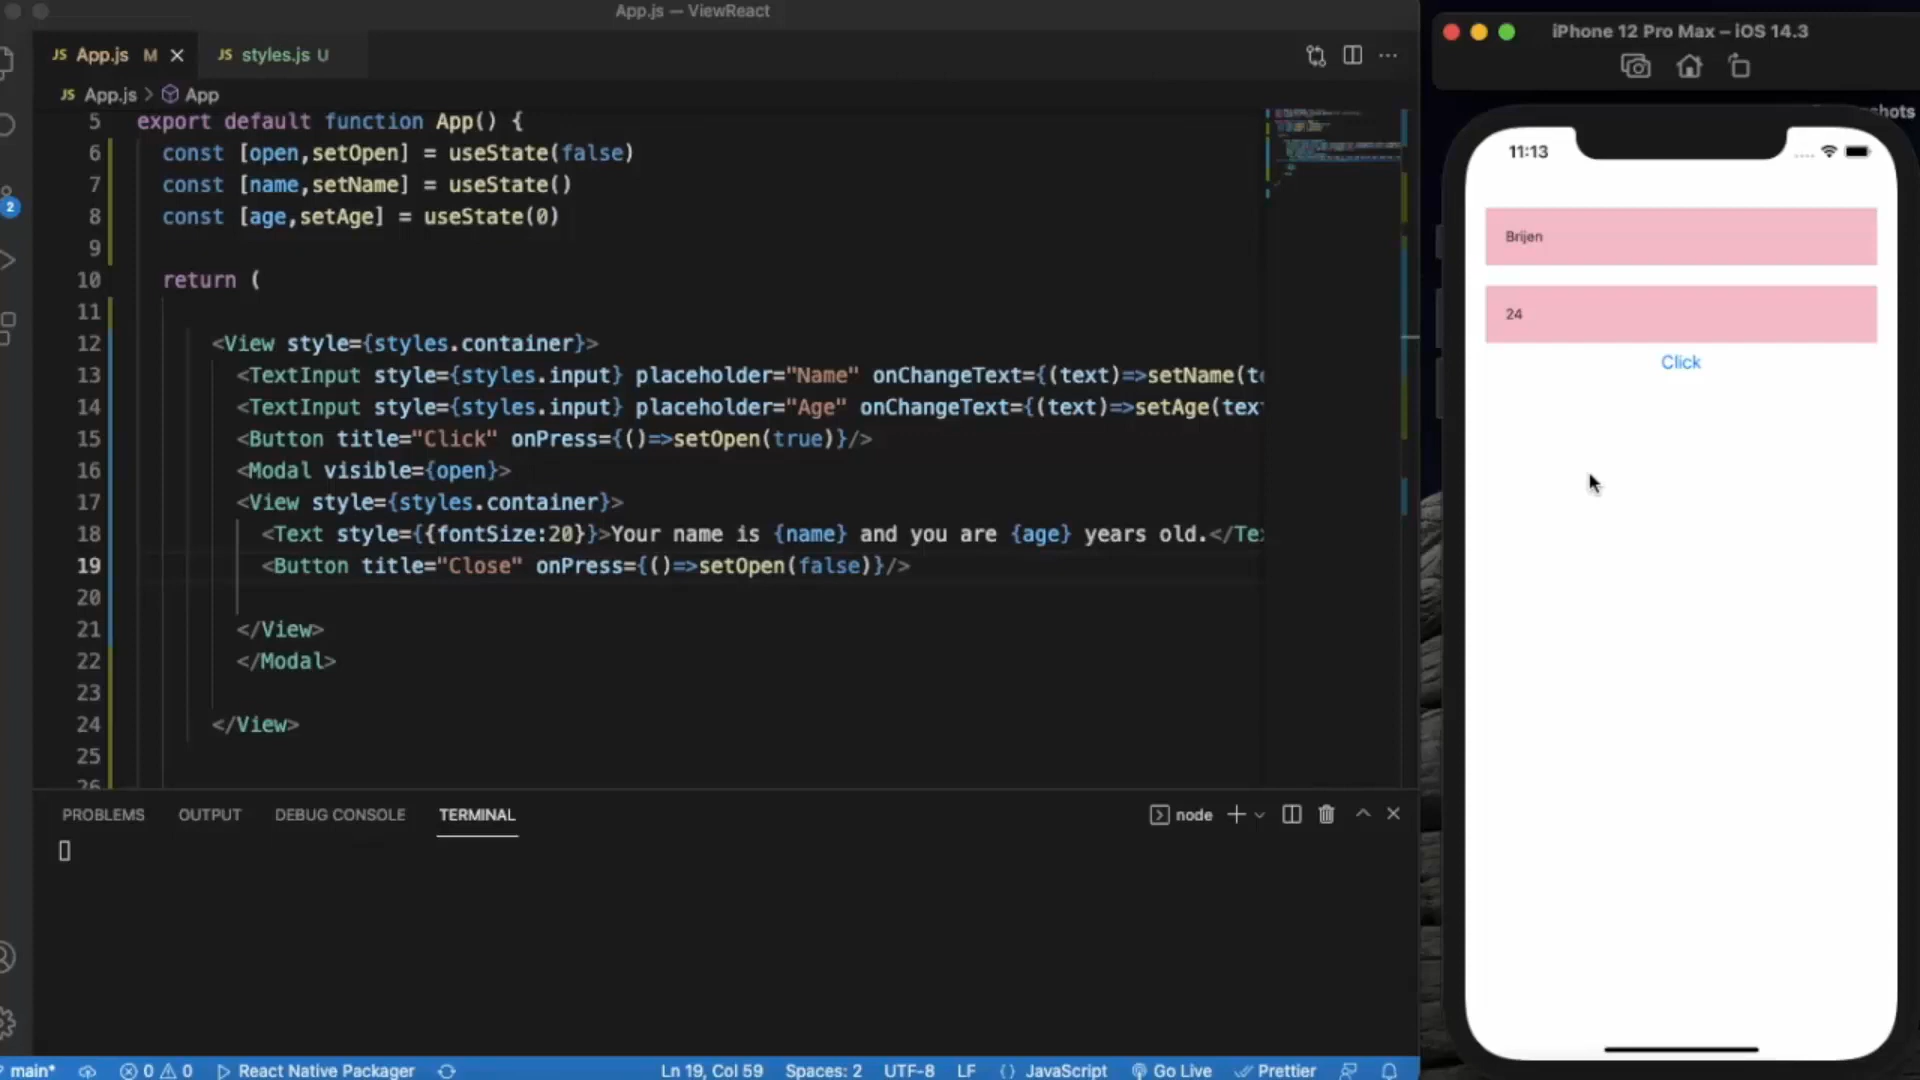 App.js — ViewReact
JS App.js M
JS styles.js U
JS App.js > App
5 export default function App() {
6 const [open,setOpen] = useState(false)
7 const [name,setName] = useState()
8 const [age,setAge] = useState(0)
9
10 return (
11
12 <View style={styles.container}>
13 <TextInput style={styles.input} placeholder="Name" onChangeText={(text)=>setName(te
14 <TextInput style={styles.input} placeholder="Age" onChangeText={(text)=>setAge(tex
15 <Button title="Click" onPress={()=>setOpen(true)}/>
16 <Modal visible={open}>
17 <View style={styles.container}>
18 <Text style={{fontSize:20}}>Your name is {name} and you are {age} years old.</Te
19 <Button title="Close" onPress={()=>setOpen(false)}/>
20
21 </View>
22 </Modal>
23
24 </View>
25
26
2
PROBLEMS OUTPUT DEBUG CONSOLE TERMINAL
node
main* 0 0 React Native Packager Ln 19, Col 59 Spaces: 2 UTF-8 LF {} JavaScript Go Live Prettier
iPhone 12 Pro Max – iOS 14.3
shots
11:13
Brijen
24
Click